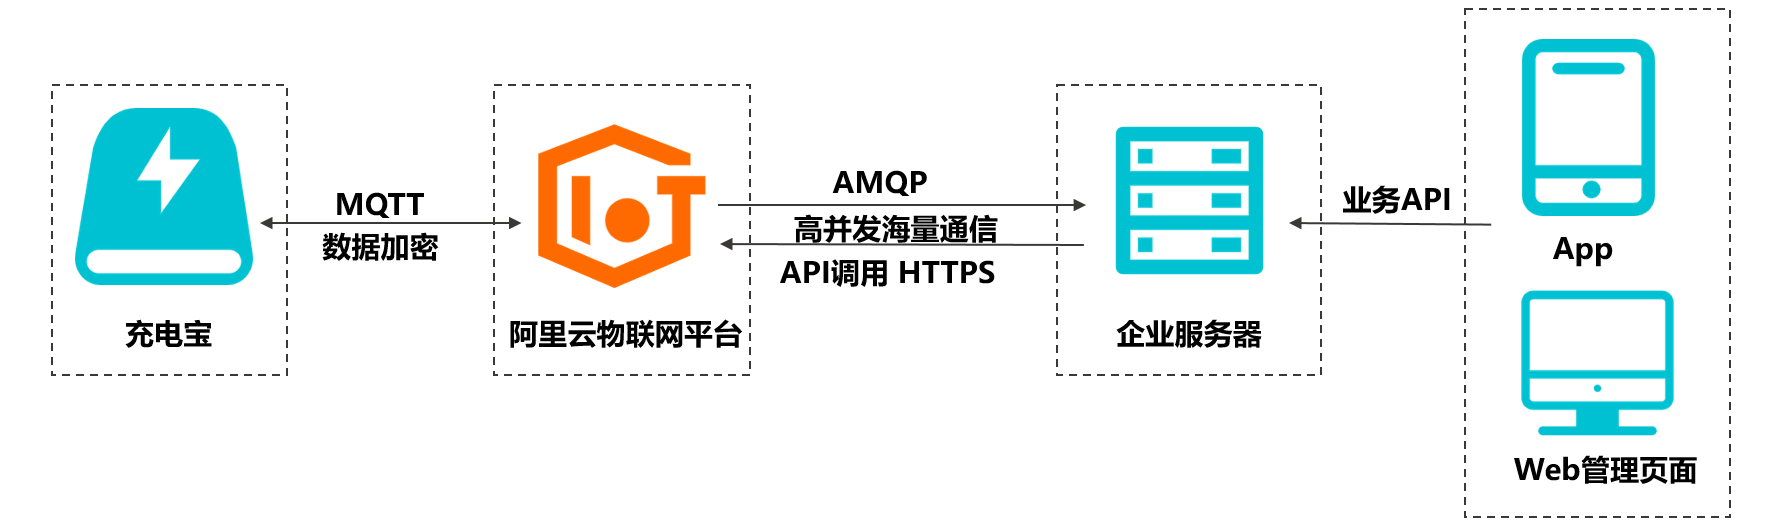 MQTT
数据加密
充电宝
阿里云物联网平台
AMQP
高并发海量通信
API调用 HTTPS
企业服务器
业务API
App
Web管理页面